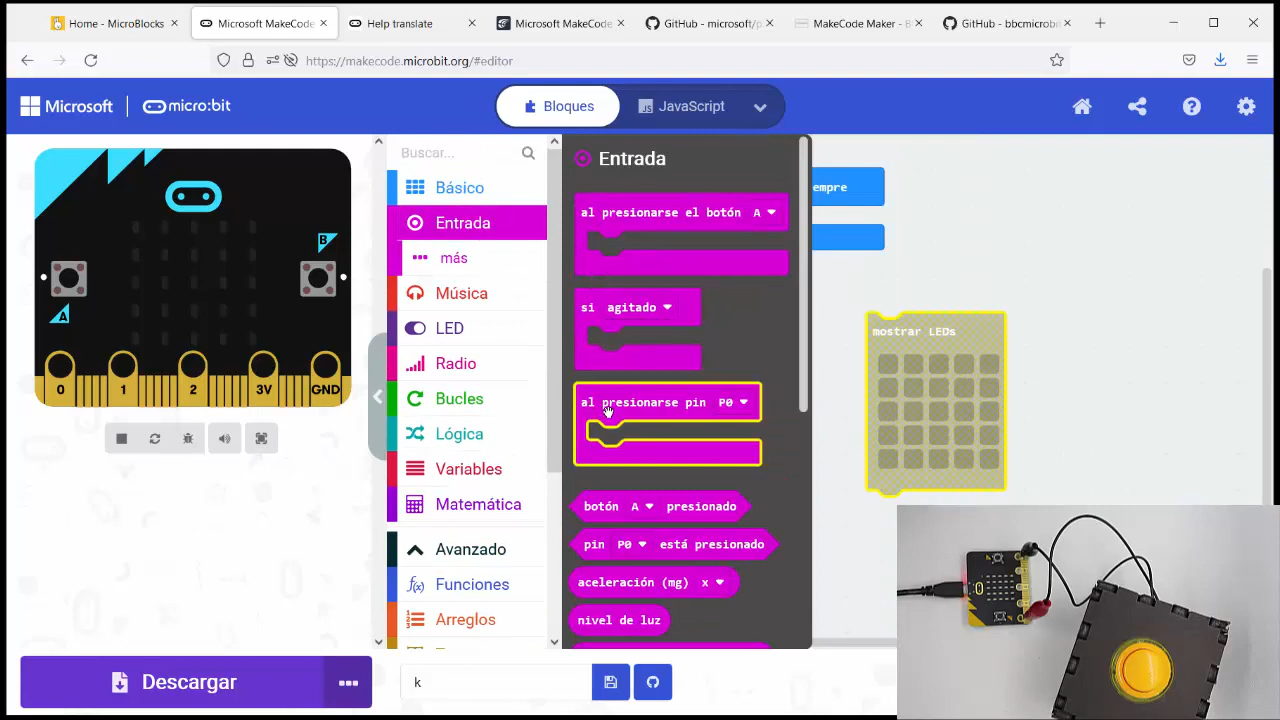 Home - MicroBlocks
Microsoft MakeCode
Help translate
Microsoft MakeCode
GitHub - microsoft/p
MakeCode Maker - B
GitHub - bbcmicrobit
https://makecode.microbit.org/#editor
Microsoft
micro:bit
Bloques
JavaScript
Buscar...
Básico
Entrada
más
Música
LED
Radio
Bucles
Lógica
Variables
Matemática
Avanzado
Funciones
Arreglos
Entrada
al presionarse el botón A
si agitado
al presionarse pin P0
botón A presionado
pin P0 está presionado
aceleración (mg) x
nivel de luz
empre
mostrar LEDs
B
A
0 1 2 3V GND
Descargar
k